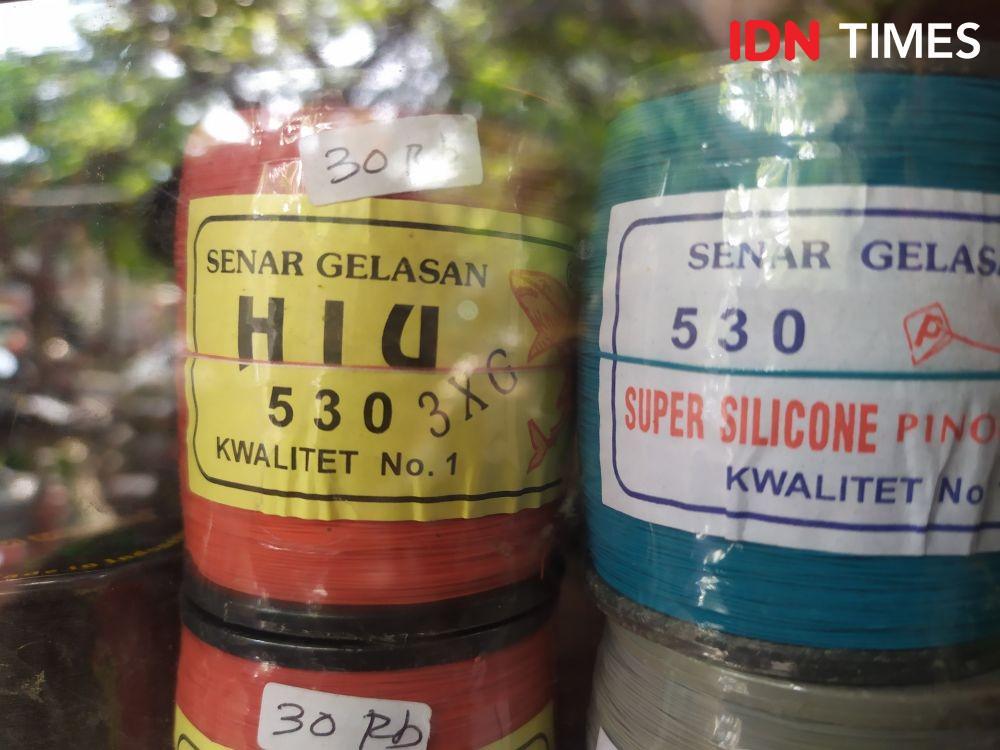 IDN TIMES
30 Rb
SENAR GELASAN
HIU
530 3XG
KWALITET No. 1
30 Rb
SENAR GELAS
530
P
SUPER SILICONE PINO
KWALITET No